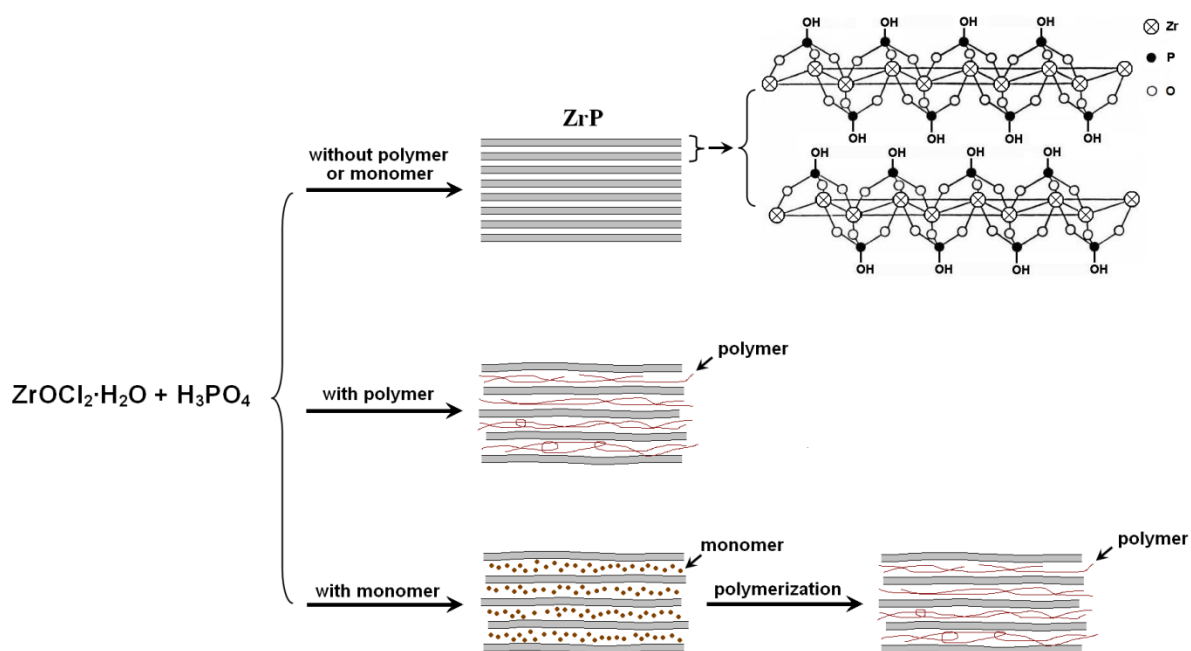 OH OH OH OH
Zr
P
O
ZrP
OH OH OH OH
without polymer
or monomer
OH OH OH OH
OH OH OH OH
polymer
with polymer
ZrOCl₂·H₂O + H₃PO₄
monomer
polymer
with monomer
polymerization